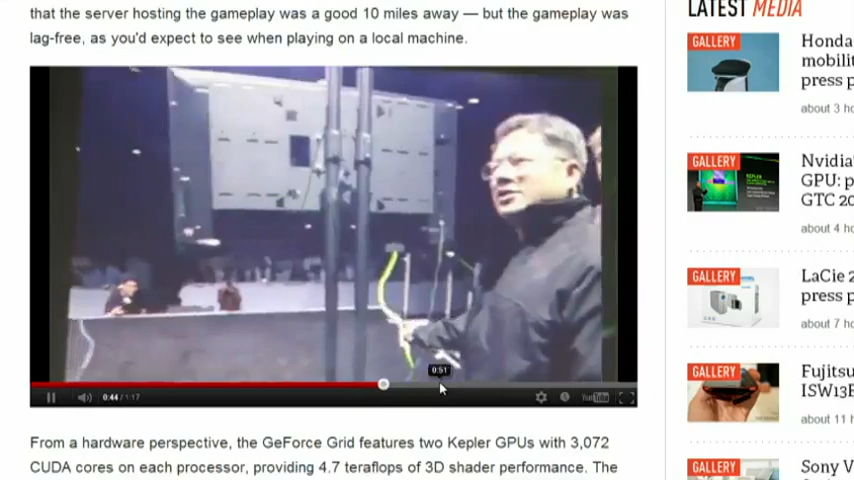 that the server hosting the gameplay was a good 10 miles away — but the gameplay was
lag-free, as you'd expect to see when playing on a local machine.
0:51
0:44 / 1:17
YouTube
From a hardware perspective, the GeForce Grid features two Kepler GPUs with 3,072
CUDA cores on each processor, providing 4.7 teraflops of 3D shader performance. The
LATEST MEDIA
GALLERY
Honda
mobilit
press p
about 3 ho
GALLERY
KEPLER
Nvidia'
GPU: p
GTC 20
about 4 h
GALLERY
LaCie 2
press p
about 7 ho
GALLERY
Fujitsu
ISW13F
about 11 h
GALLERY
Sony V